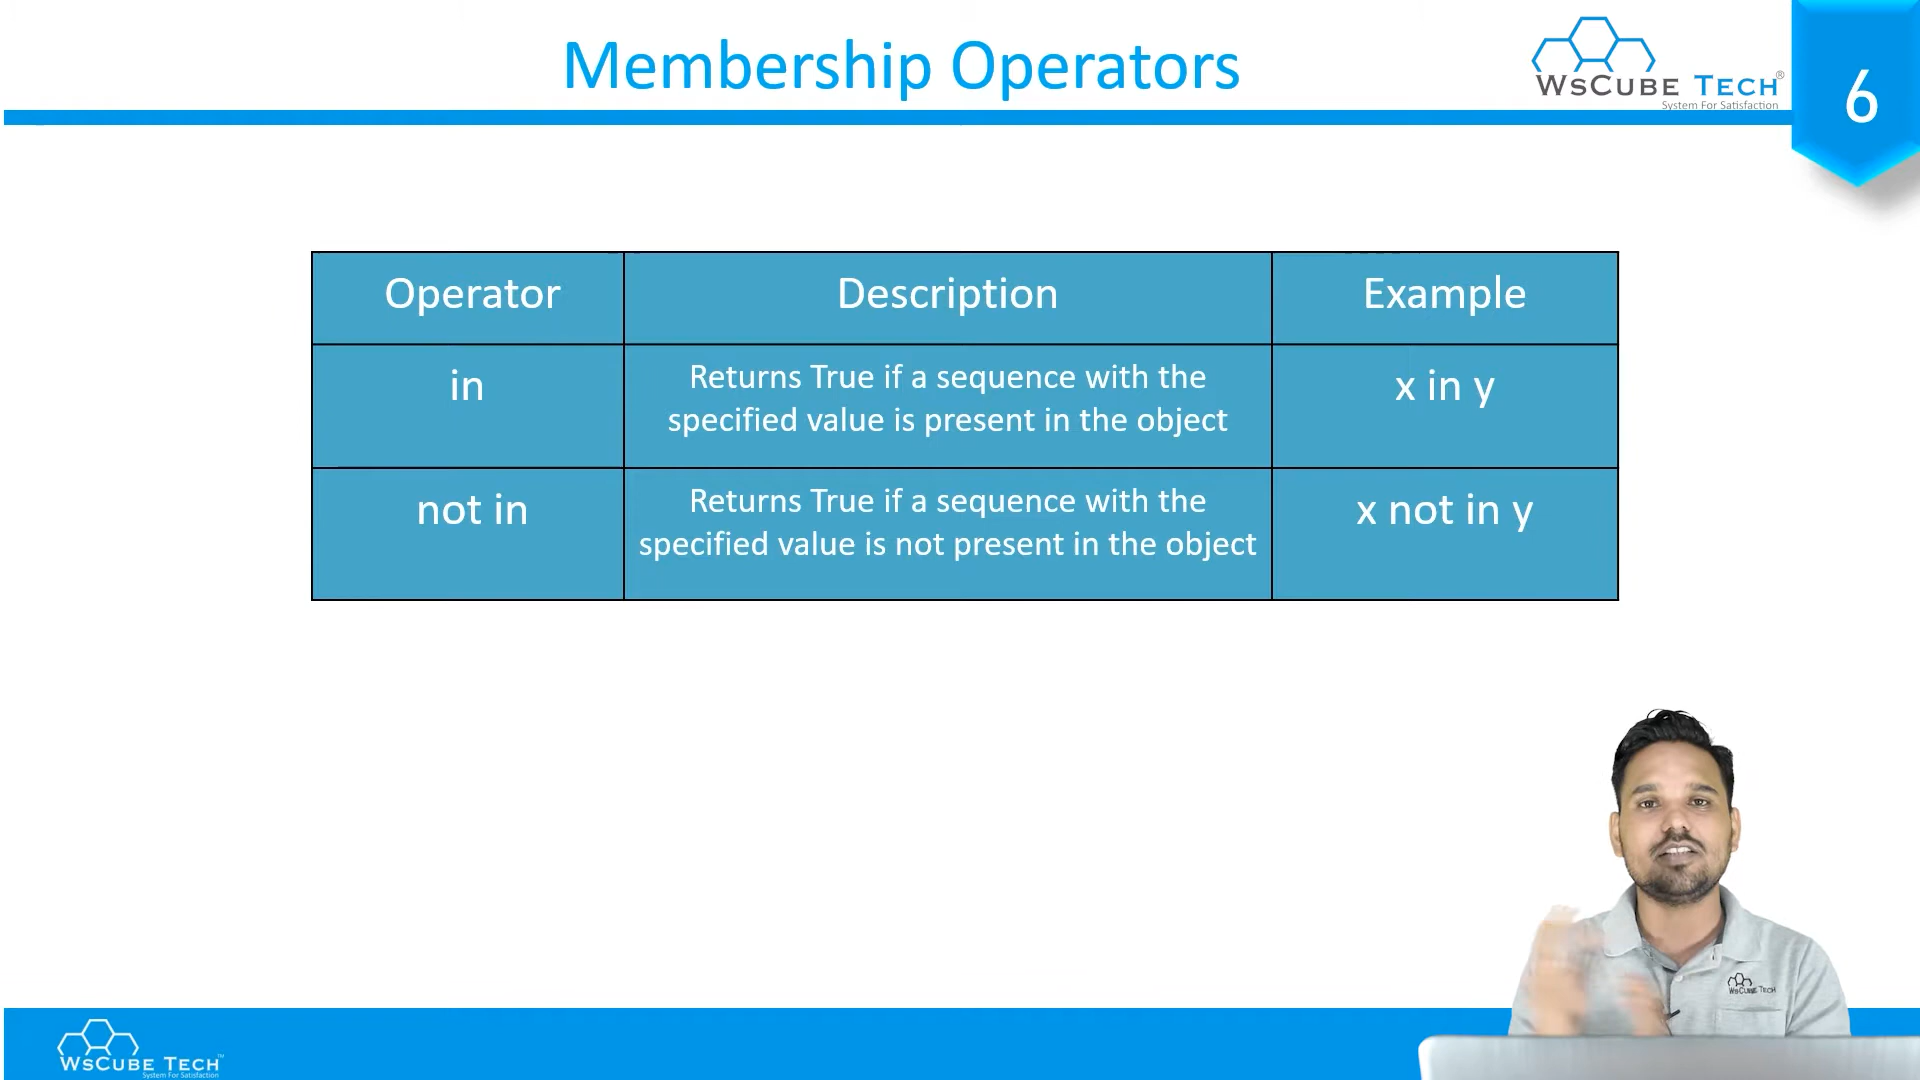 Membership Operators
WSCUBE TECH®
System For Satisfaction
6
Operator
Description
Example
in
Returns True if a sequence with the
specified value is present in the object
x in y
not in
Returns True if a sequence with the
specified value is not present in the object
x not in y
WSCUBE TECH
WSCUBE TECH™
System For Satisfaction